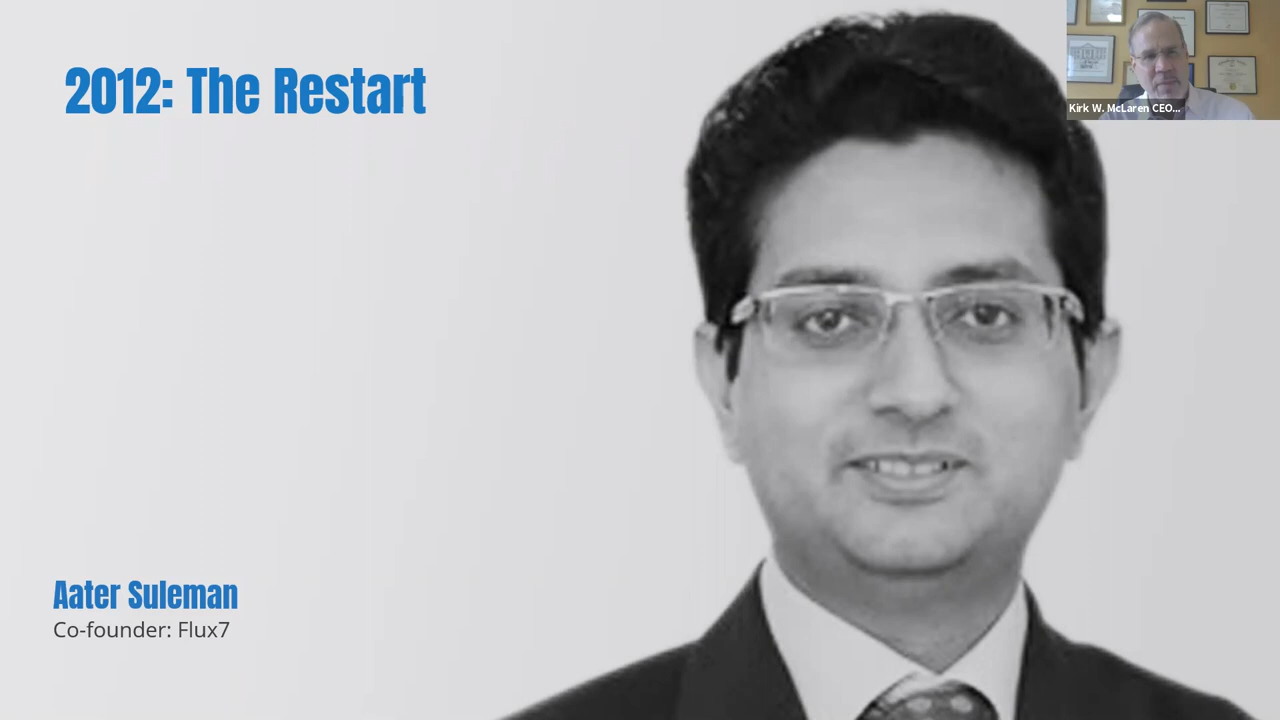 2012: The Restart
Kirk W. McLaren CEO...
Aater Suleman
Co-founder: Flux7